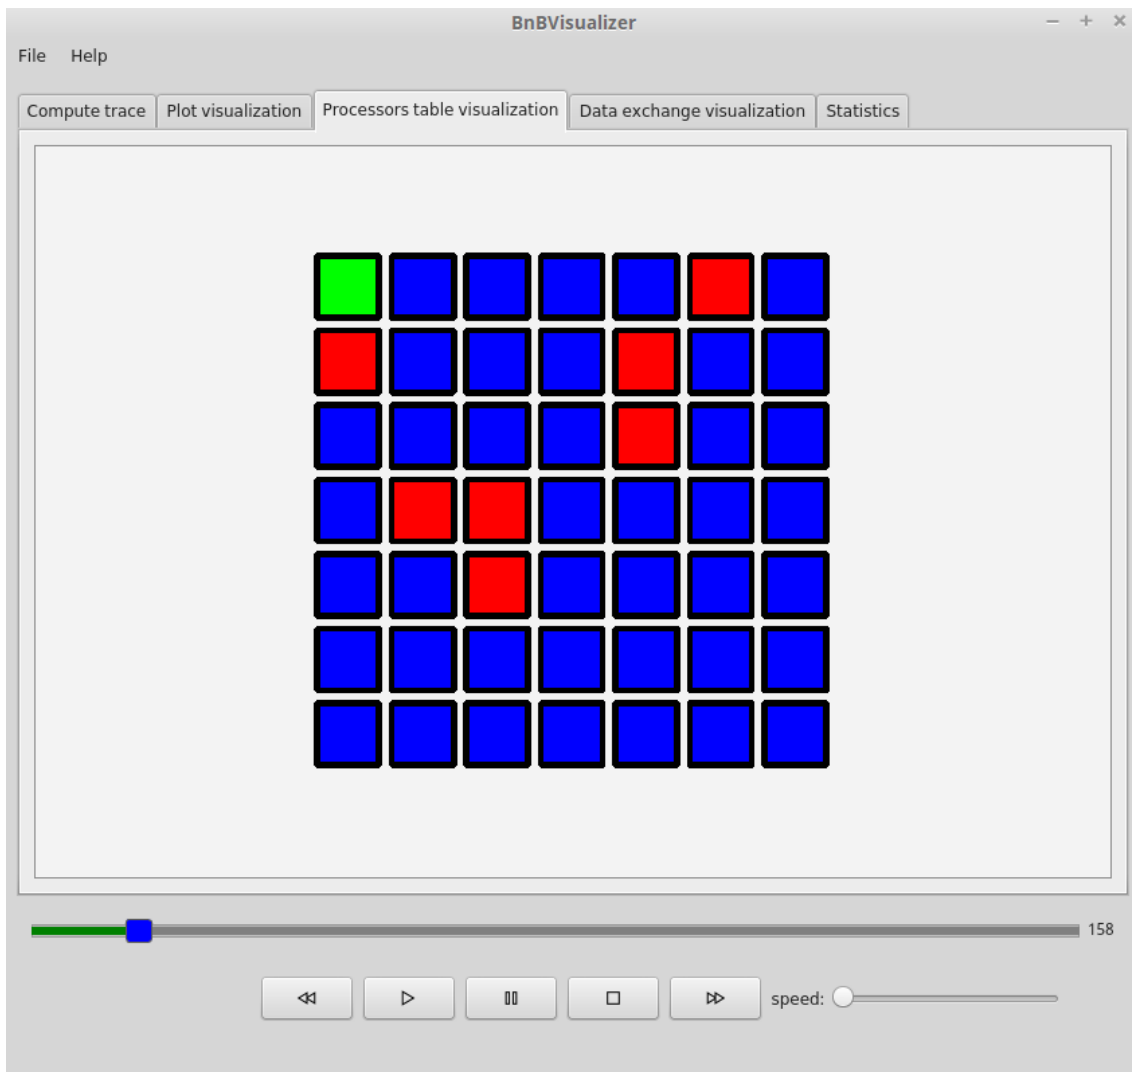 BnBVisualizer
File Help
Compute trace Plot visualization Processors table visualization Data exchange visualization Statistics
158
speed: